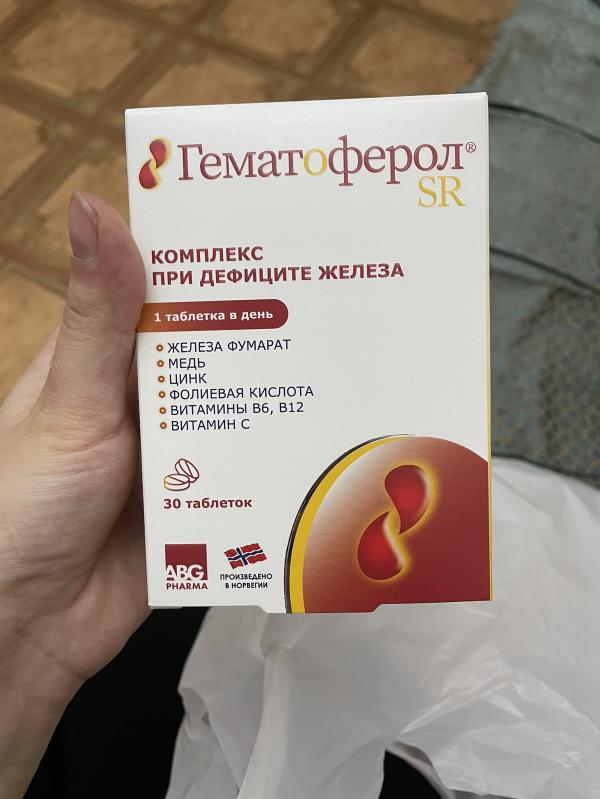 Гематоферол®
SR
КОМПЛЕКС
ПРИ ДЕФИЦИТЕ ЖЕЛЕЗА
1 таблетка в день
ЖЕЛЕЗА ФУМАРАТ
МЕДЬ
ЦИНК
ФОЛИЕВАЯ КИСЛОТА
ВИТАМИНЫ В6, В12
ВИТАМИН С
30 таблеток
ABG
PHARMA
ПРОИЗВЕДЕНО
В НОРВЕГИИ